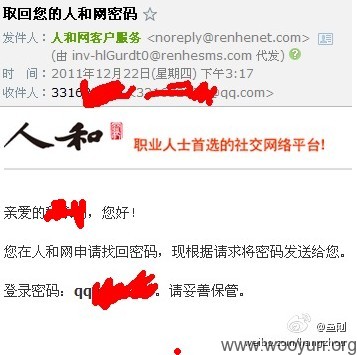 取回您的人和网密码
发件人：人和网客户服务 <noreply@renhenet.com>
(由 inv-hlGurdt0@renhesms.com 代发)
时　间：2011年12月22日(星期四) 下午3:17
收件人：3316 @qq.com>
人和 职业人士首选的社交网络平台!
亲爱的 ，您好！
您在人和网申请找回密码，现根据请求将密码发送给您。
登录密码：qq 。请妥善保管。
www.wooyun.org